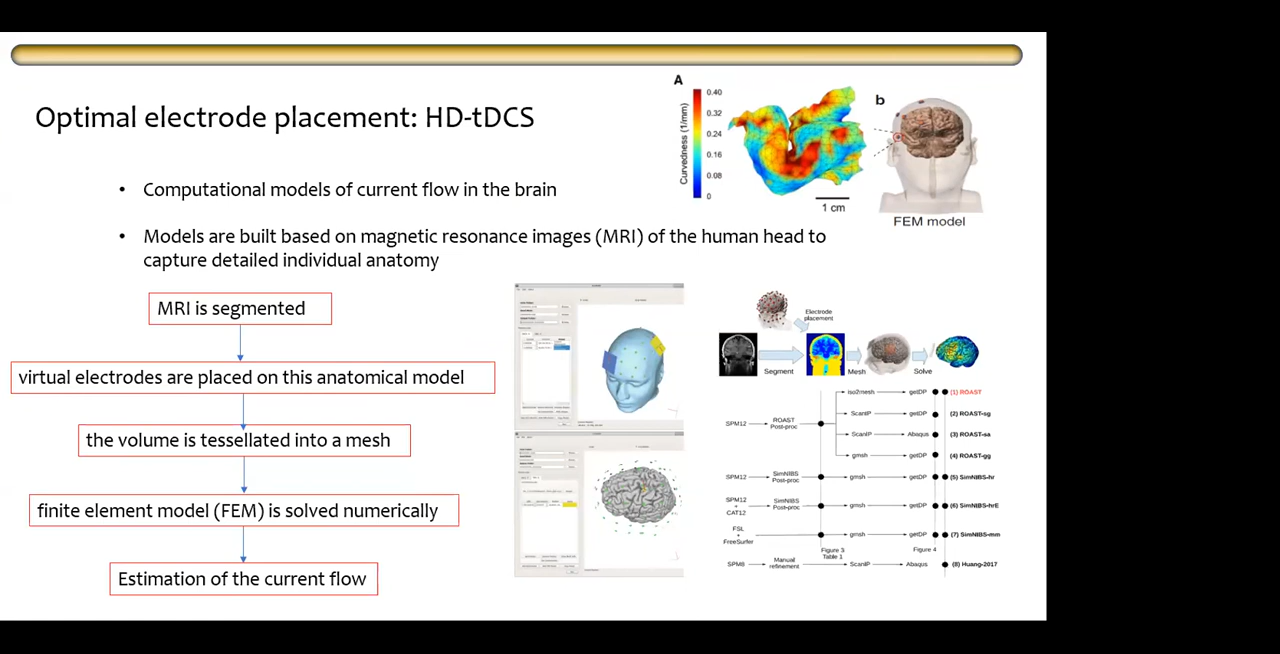 Optimal electrode placement: HD-tDCS
A
Curvedness (1/mm)
0.40
0.32
0.24
0.16
0.08
0
1 cm
b
FEM model
• Computational models of current flow in the brain
• Models are built based on magnetic resonance images (MRI) of the human head to
capture detailed individual anatomy
MRI is segmented
virtual electrodes are placed on this anatomical model
the volume is tessellated into a mesh
finite element model (FEM) is solved numerically
Estimation of the current flow
Electrode
placement
Segment
Mesh
Solve
iso2mesh getDP (1) ROAST
ScanIP getDP (2) ROAST-sg
SPM12 ROAST
Post-proc
ScanIP Abaqus (3) ROAST-sa
gmsh getDP (4) ROAST-gg
SPM12 SimNIBS
Post-proc gmsh getDP (5) SimNIBS-hr
SPM12
+
CAT12 SimNIBS
Post-proc gmsh getDP (6) SimNIBS-hrE
FSL
+
FreeSurfer gmsh getDP (7) SimNIBS-mm
Figure 3
Table 1
Figure 4
SPM8 Manual
refinement ScanIP Abaqus (8) Huang-2017